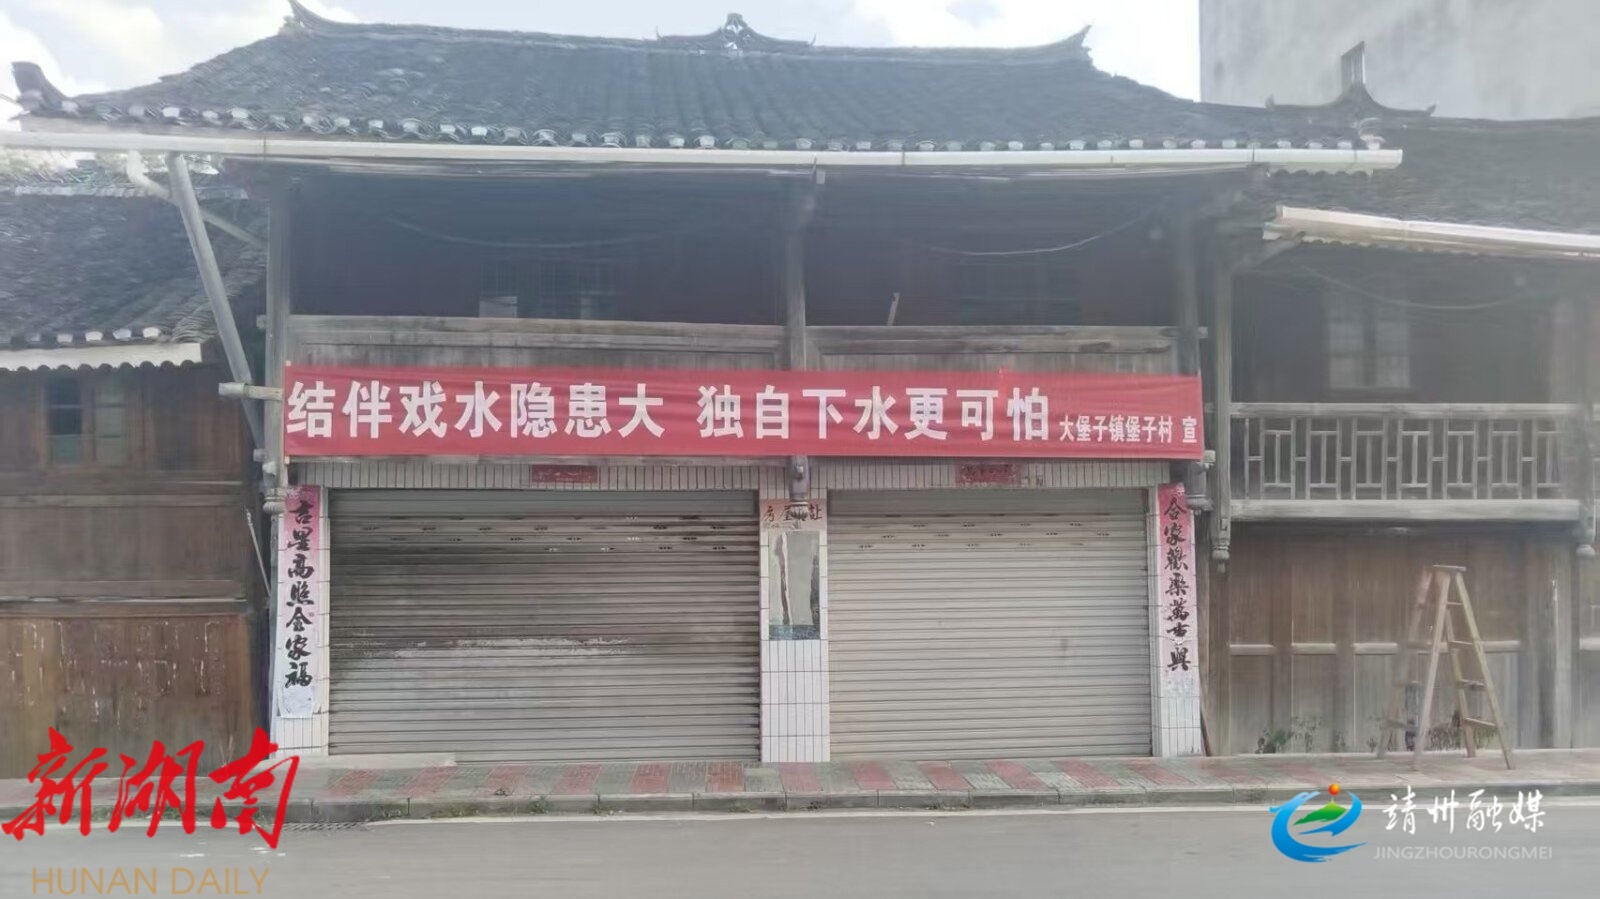 结伴戏水隐患大 独自下水更可怕 大堡子镇堡子村 宣
吉星高照全家福
合家欢乐万事兴
新湖南
HUNAN DAILY
靖州融媒
JINGZHOURONGMEI